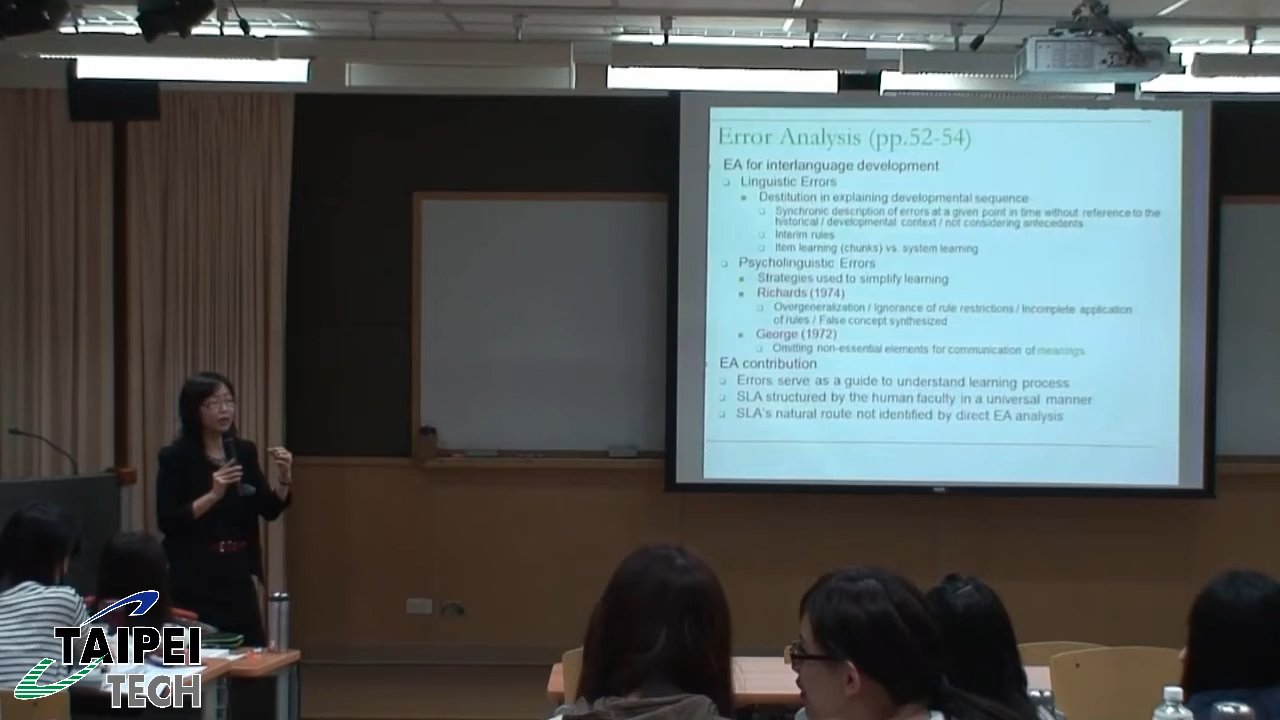 Error Analysis (pp.52-54)
EA for interlanguage development
Linguistic Errors
Destitution in explaining developmental sequence
Synchronic description of errors at a given point in time without reference to the
historical / developmental context / not considering antecedents
Interim rules
Item learning (chunks) vs. system learning
Psycholinguistic Errors
Strategies used to simplify learning
Richards (1974)
Overgeneralization / Ignorance of rule restrictions / Incomplete application
of rules / False concept synthesized
George (1972)
Omitting non-essential elements for communication of meanings
EA contribution
Errors serve as a guide to understand learning process
SLA structured by the human faculty in a universal manner
SLA's natural route not identified by direct EA analysis
TAIPEI
TECH